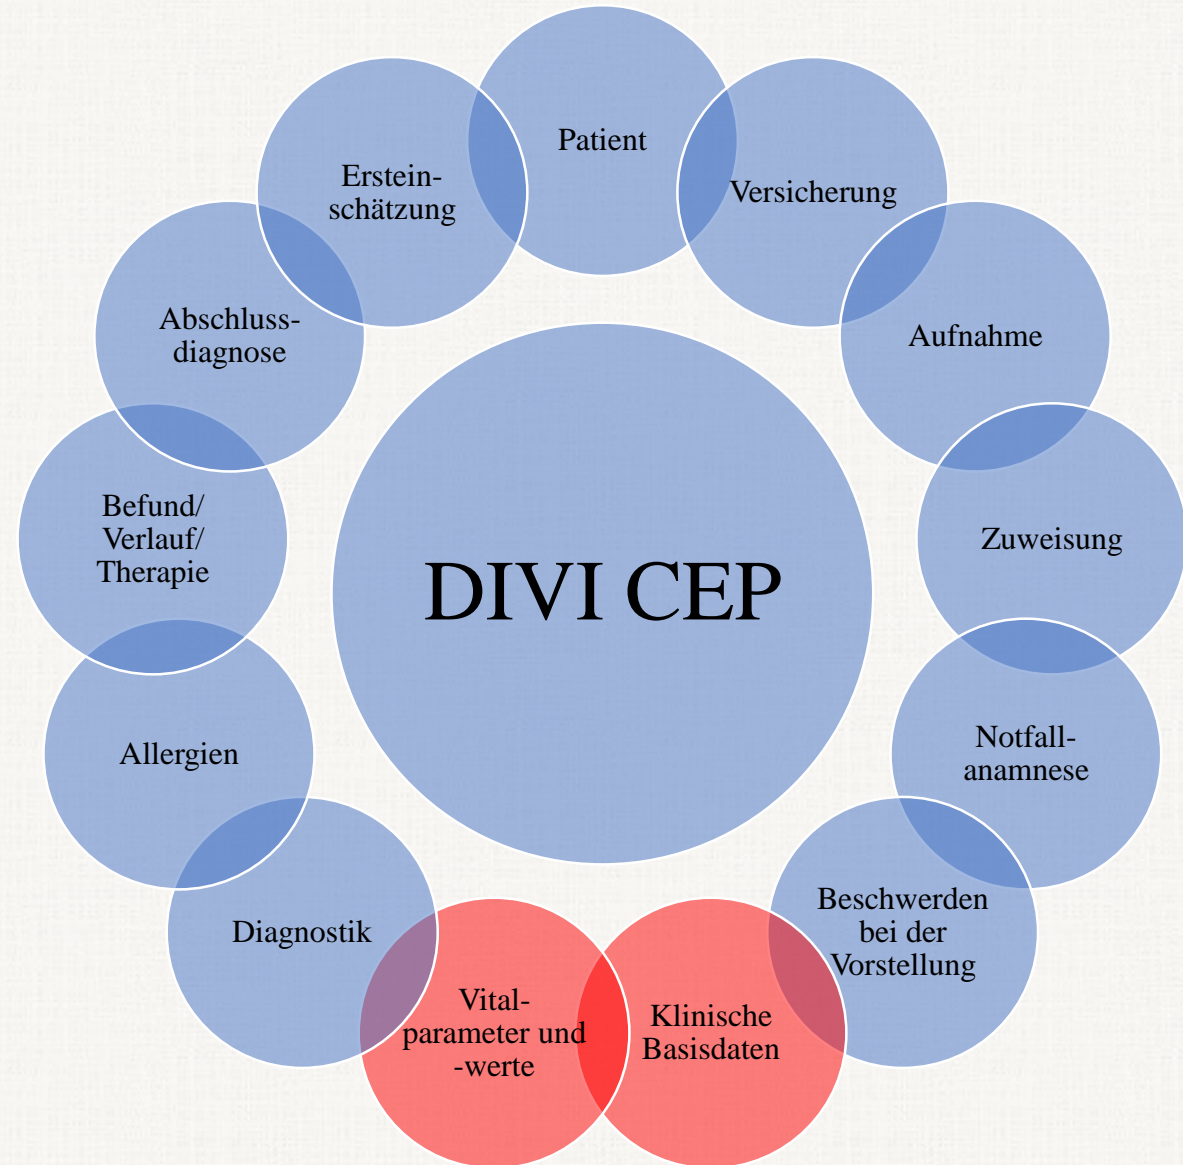 Patient
Versicherung
Aufnahme
Zuweisung
Notfall-
anamnese
Beschwerden
bei der
Vorstellung
Klinische
Basisdaten
Vital-
parameter und
-werte
Diagnostik
Allergien
Befund/
Verlauf/
Therapie
Abschluss-
diagnose
Erstein-
schätzung
DIVI CEP